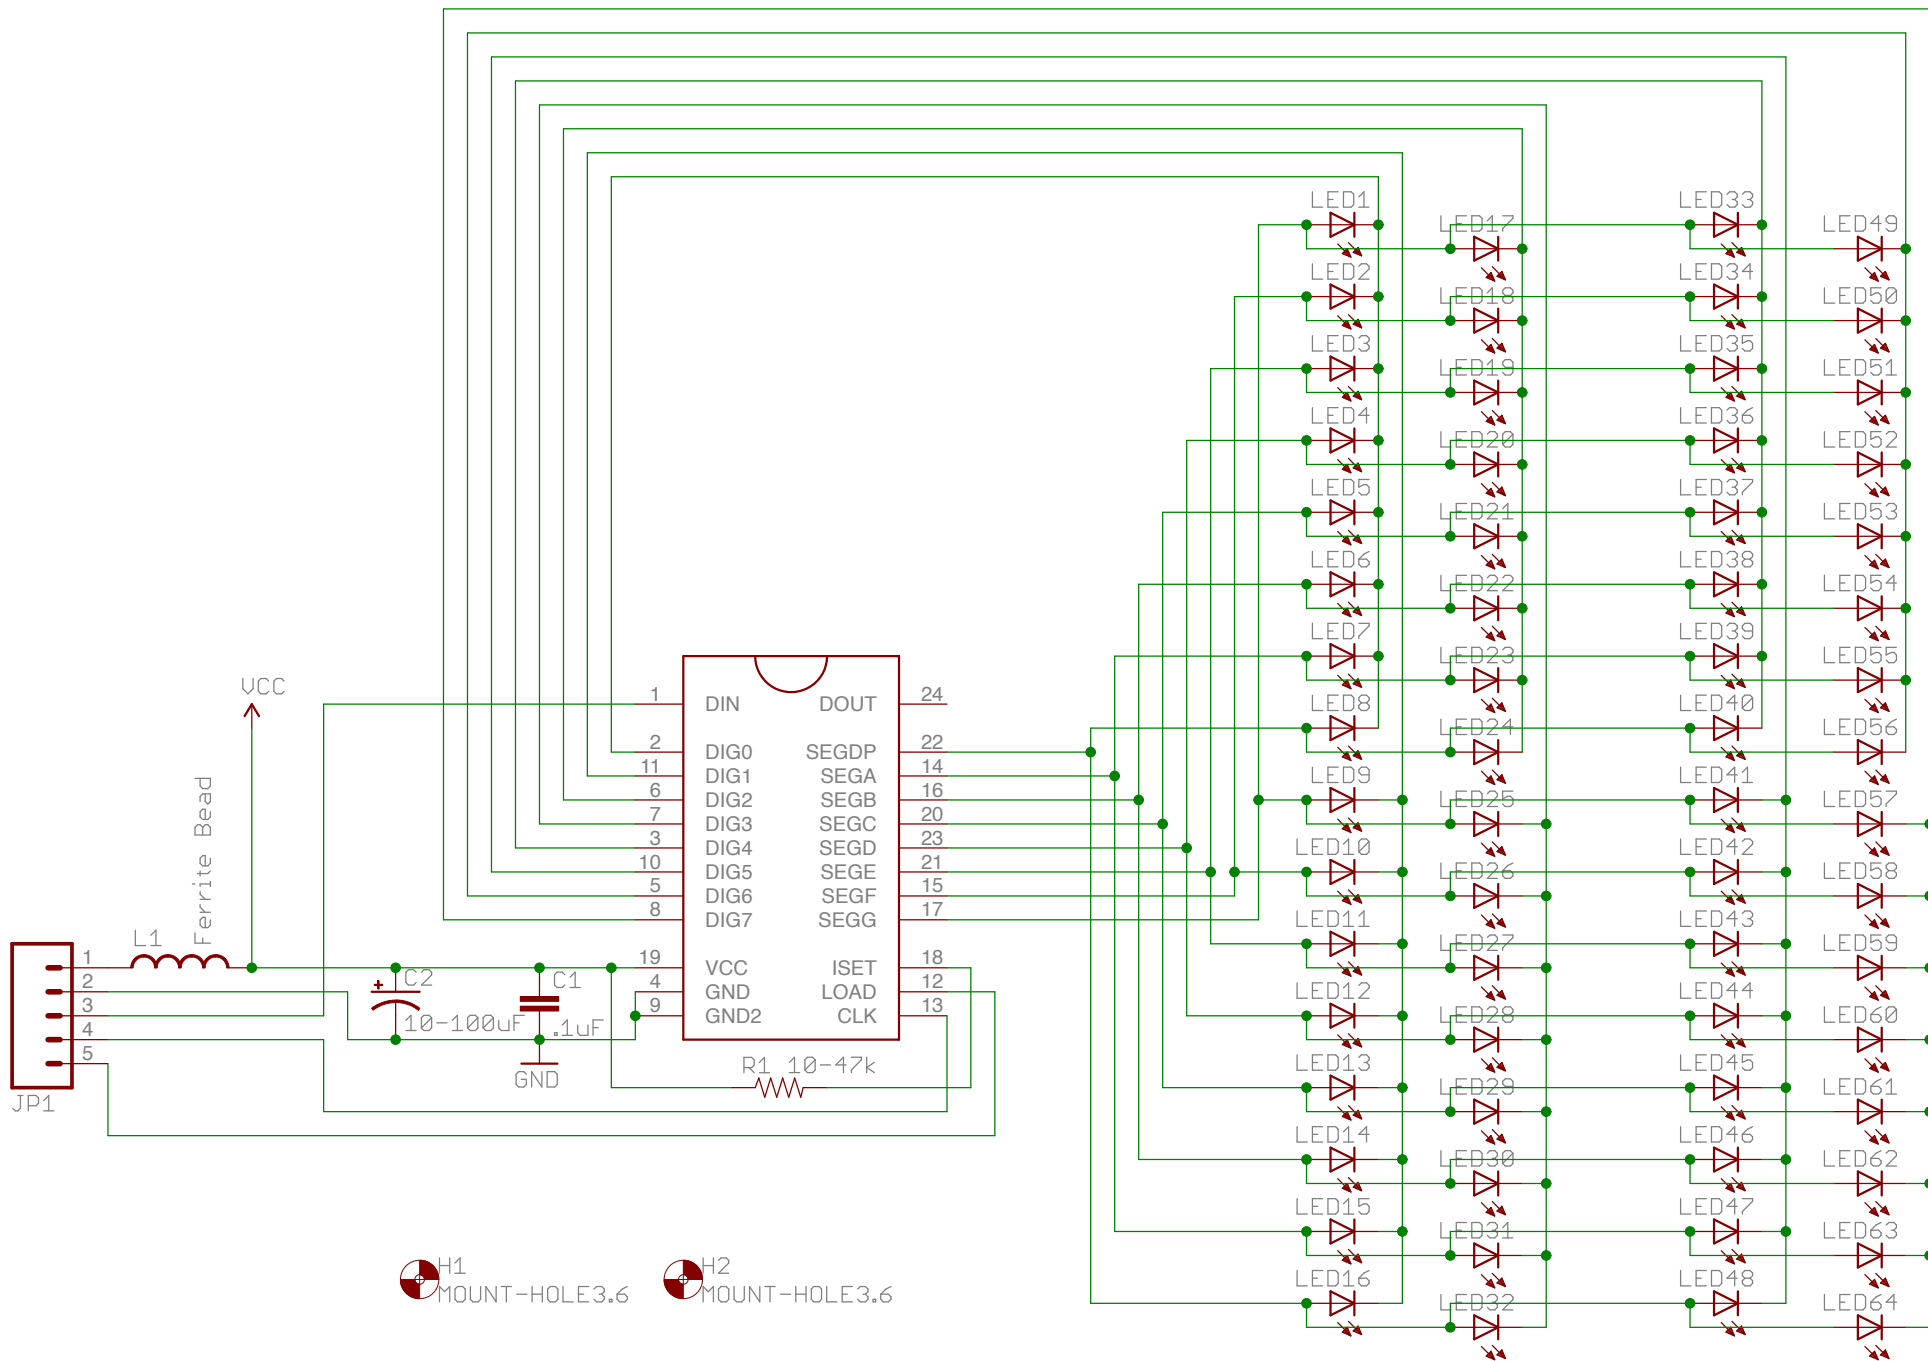 LED1
LED2
LED3
LED4
LED5
LED6
LED7
LED8
LED9
LED10
LED11
LED12
LED13
LED14
LED15
LED16
LED17
LED18
LED19
LED20
LED21
LED22
LED23
LED24
LED25
LED26
LED27
LED28
LED29
LED30
LED31
LED32
LED33
LED34
LED35
LED36
LED37
LED38
LED39
LED40
LED41
LED42
LED43
LED44
LED45
LED46
LED47
LED48
LED49
LED50
LED51
LED52
LED53
LED54
LED55
LED56
LED57
LED58
LED59
LED60
LED61
LED62
LED63
LED64
VCC
Ferrite Bead
L1
1
2
3
4
5
JP1
+
C2
10-100uF
C1
.1uF
GND
1 DIN DOUT 24
2 DIG0 SEGDP 22
11 DIG1 SEGA 14
6 DIG2 SEGB 16
7 DIG3 SEGC 20
3 DIG4 SEGD 23
10 DIG5 SEGE 21
5 DIG6 SEGF 15
8 DIG7 SEGG 17
19 VCC ISET 18
4 GND LOAD 12
9 GND2 CLK 13
R1 10-47k
H1
MOUNT-HOLE3.6
H2
MOUNT-HOLE3.6